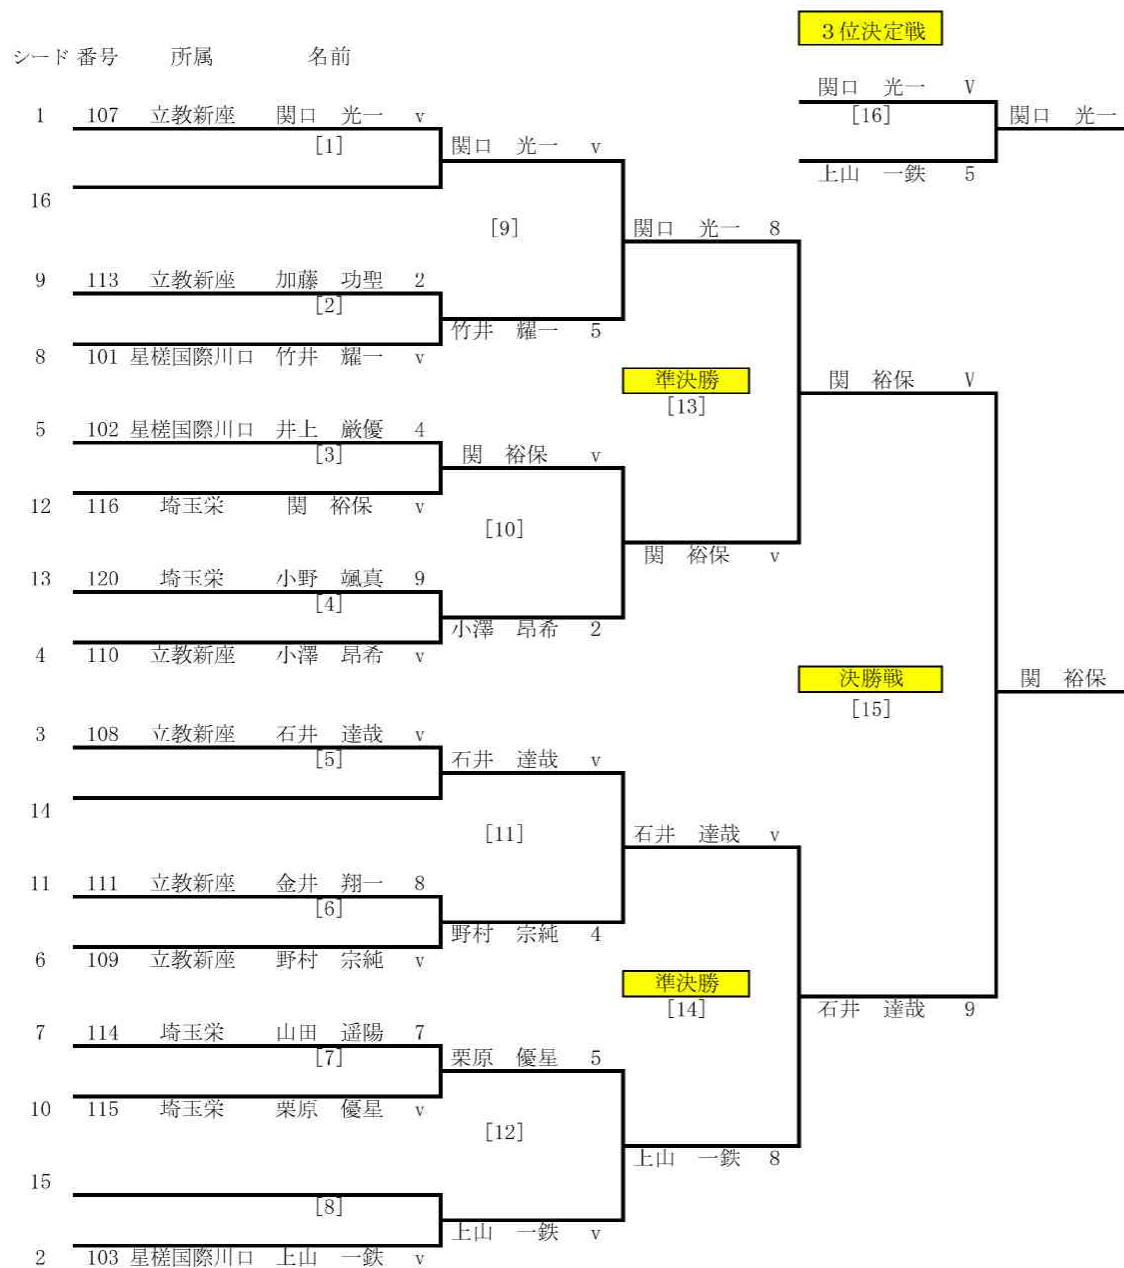 ３位決定戦
シード 番号 所属 名前
関口 光一 V
1 107 立教新座 関口 光一 v
[16]
関口 光一
[1]
関口 光一 v
上山 一鉄 5
16
[9]
関口 光一 8
9 113 立教新座 加藤 功聖 2
[2]
竹井 耀一 5
8 101 星槎国際川口 竹井 耀一 v
準決勝
関 裕保 V
[13]
5 102 星槎国際川口 井上 厳優 4
[3]
関 裕保 v
12 116 埼玉栄 関 裕保 v
[10]
関 裕保 v
13 120 埼玉栄 小野 颯真 9
[4]
小澤 昂希 2
4 110 立教新座 小澤 昂希 v
決勝戦
関 裕保
[15]
3 108 立教新座 石井 達哉 v
[5]
石井 達哉 v
14
[11]
石井 達哉 v
11 111 立教新座 金井 翔一 8
[6]
野村 宗純 4
6 109 立教新座 野村 宗純 v
準決勝
[14]
石井 達哉 9
7 114 埼玉栄 山田 遥陽 7
[7]
栗原 優星 5
10 115 埼玉栄 栗原 優星 v
[12]
上山 一鉄 8
15
[8]
上山 一鉄 v
2 103 星槎国際川口 上山 一鉄 v